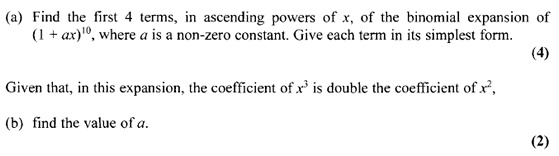 (a) Find the first 4 terms, in ascending powers of x, of the binomial expansion of
(1 + ax)¹⁰, where a is a non-zero constant. Give each term in its simplest form.
(4)
Given that, in this expansion, the coefficient of x³ is double the coefficient of x²,
(b) find the value of a.
(2)